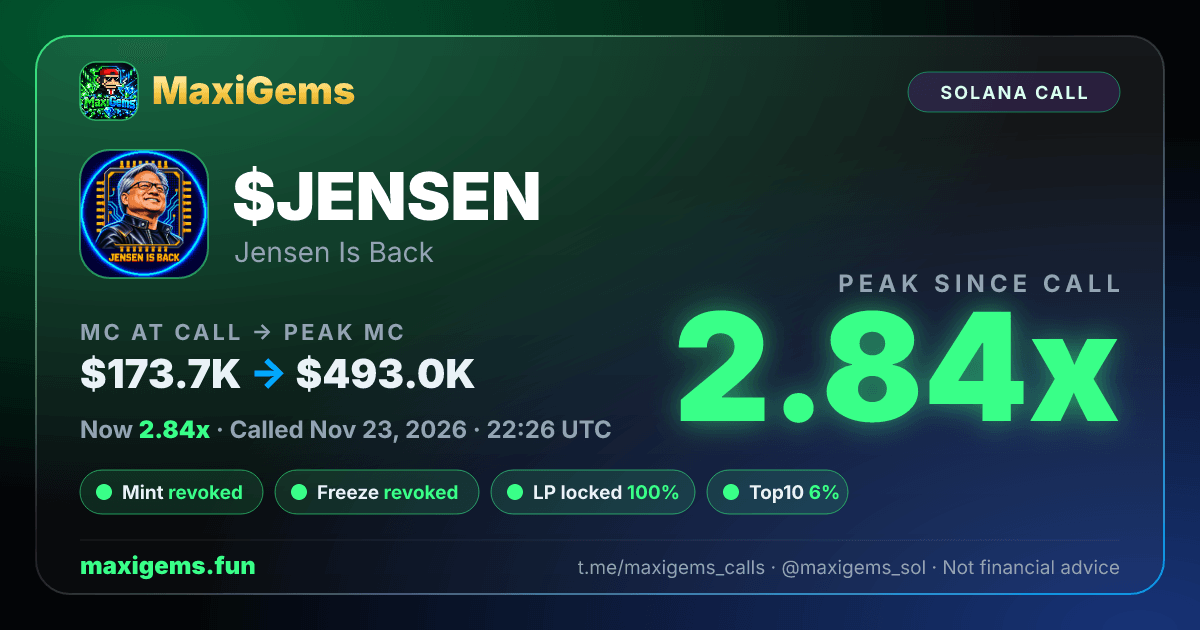 MaxiGems
MaxiGems
SOLANA CALL
JENSEN IS BACK
$JENSEN
Jensen Is Back
PEAK SINCE CALL
2.84x
MC AT CALL → PEAK MC
$173.7K → $493.0K
Now 2.84x · Called Nov 23, 2026 · 22:26 UTC
Mint revoked
Freeze revoked
LP locked 100%
Top10 6%
maxigems.fun
t.me/maxigems_calls · @maxigems_sol · Not financial advice